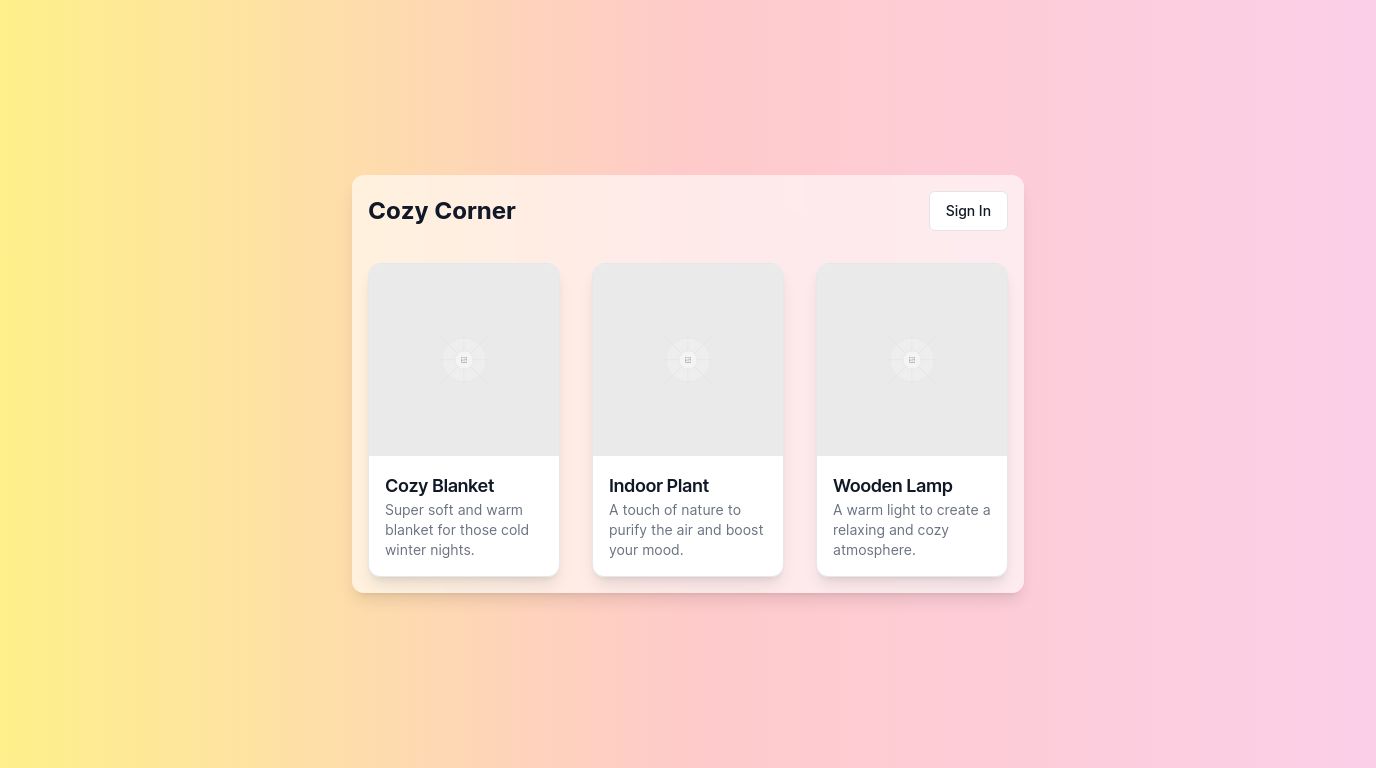 Cozy Corner
Sign In
Cozy Blanket
Super soft and warm
blanket for those cold
winter nights.
Indoor Plant
A touch of nature to
purify the air and boost
your mood.
Wooden Lamp
A warm light to create a
relaxing and cozy
atmosphere.